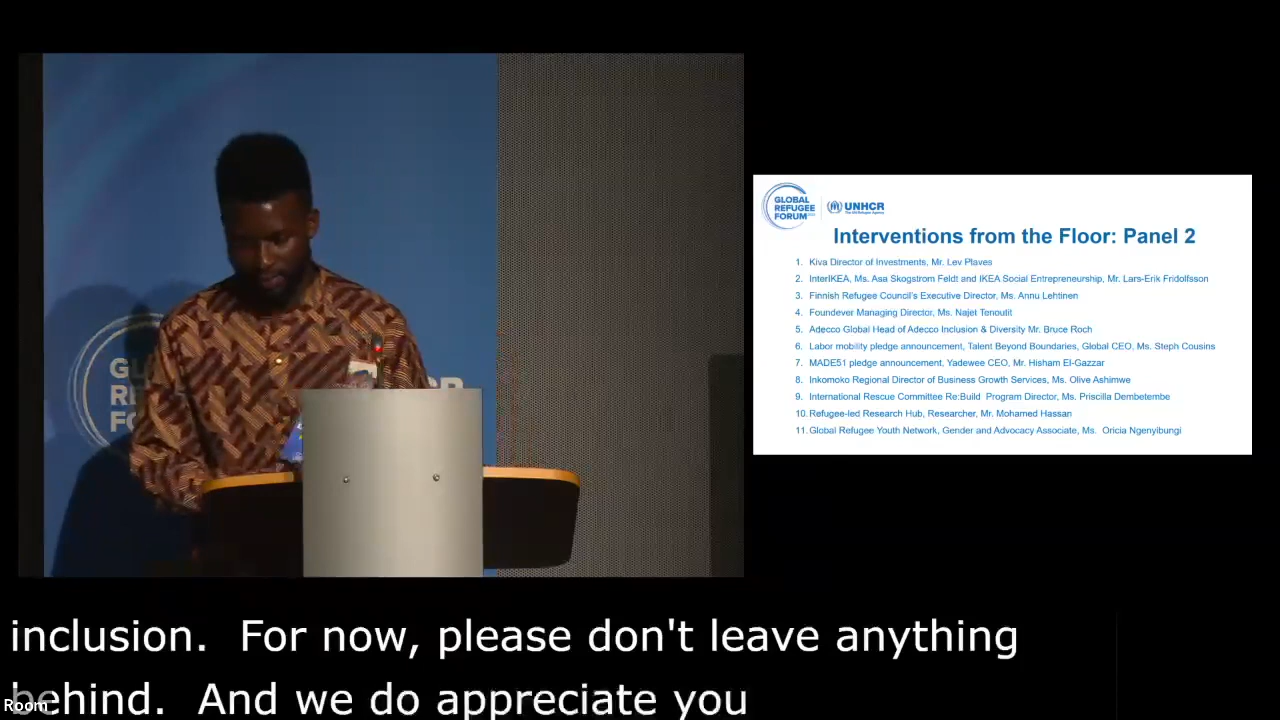 GLOBAL
REFUGEE
FORUM
UNHCR
The UN Refugee Agency
Interventions from the Floor: Panel 2
1. Kiva Director of Investments, Mr. Lev Plaves
2. InterIKEA, Ms. Asa Skogstrom Feldt and IKEA Social Entrepreneurship, Mr. Lars-Erik Fridolfsson
3. Finnish Refugee Council's Executive Director, Ms. Annu Lehtinen
4. Foundever Managing Director, Ms. Najet Tenoutit
5. Adecco Global Head of Adecco Inclusion & Diversity Mr. Bruce Roch
6. Labor mobility pledge announcement, Talent Beyond Boundaries, Global CEO, Ms. Steph Cousins
7. MADE51 pledge announcement, Yadewee CEO, Mr. Hisham El-Gazzar
8. Inkomoko Regional Director of Business Growth Services, Ms. Olive Ashimwe
9. International Rescue Committee Re:Build Program Director, Ms. Priscilla Dembetembe
10. Refugee-led Research Hub, Researcher, Mr. Mohamed Hassan
11. Global Refugee Youth Network, Gender and Advocacy Associate, Ms. Oricia Ngenyibungi
inclusion. For now, please don't leave anything
behind. And we do appreciate you
Room